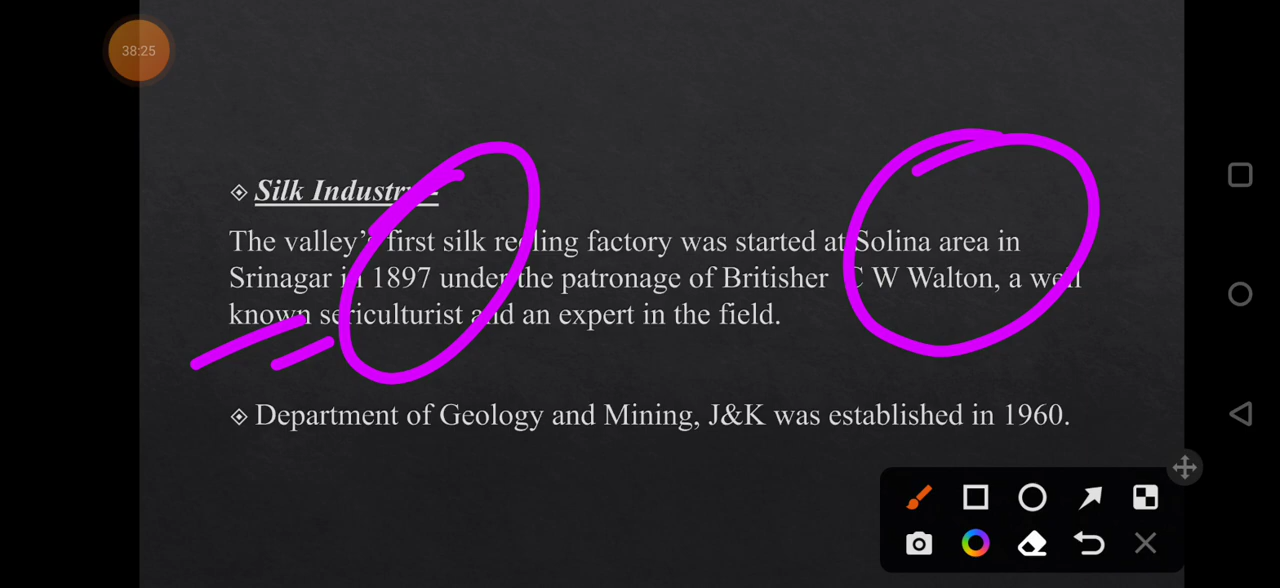 38:25
Silk Industry:-
The valley's first silk reeling factory was started at Solina area in
Srinagar in 1897 under the patronage of Britisher C W Walton, a well
known sericulturist and an expert in the field.
Department of Geology and Mining, J&K was established in 1960.